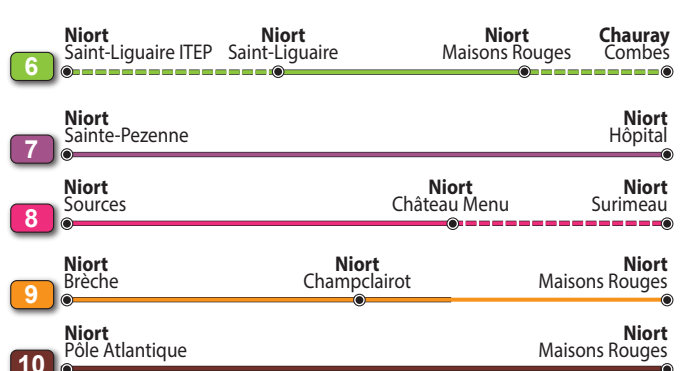 Niort Niort Niort Chauray
Saint-Liguaire ITEP Saint-Liguaire Maisons Rouges Combes
6
Niort Niort
Sainte-Pezenne Hôpital
7
Niort Niort Niort
Sources Château Menu Surimeau
8
Niort Niort Niort
Brèche Champclairot Maisons Rouges
9
Niort Niort
Pôle Atlantique Maisons Rouges
10